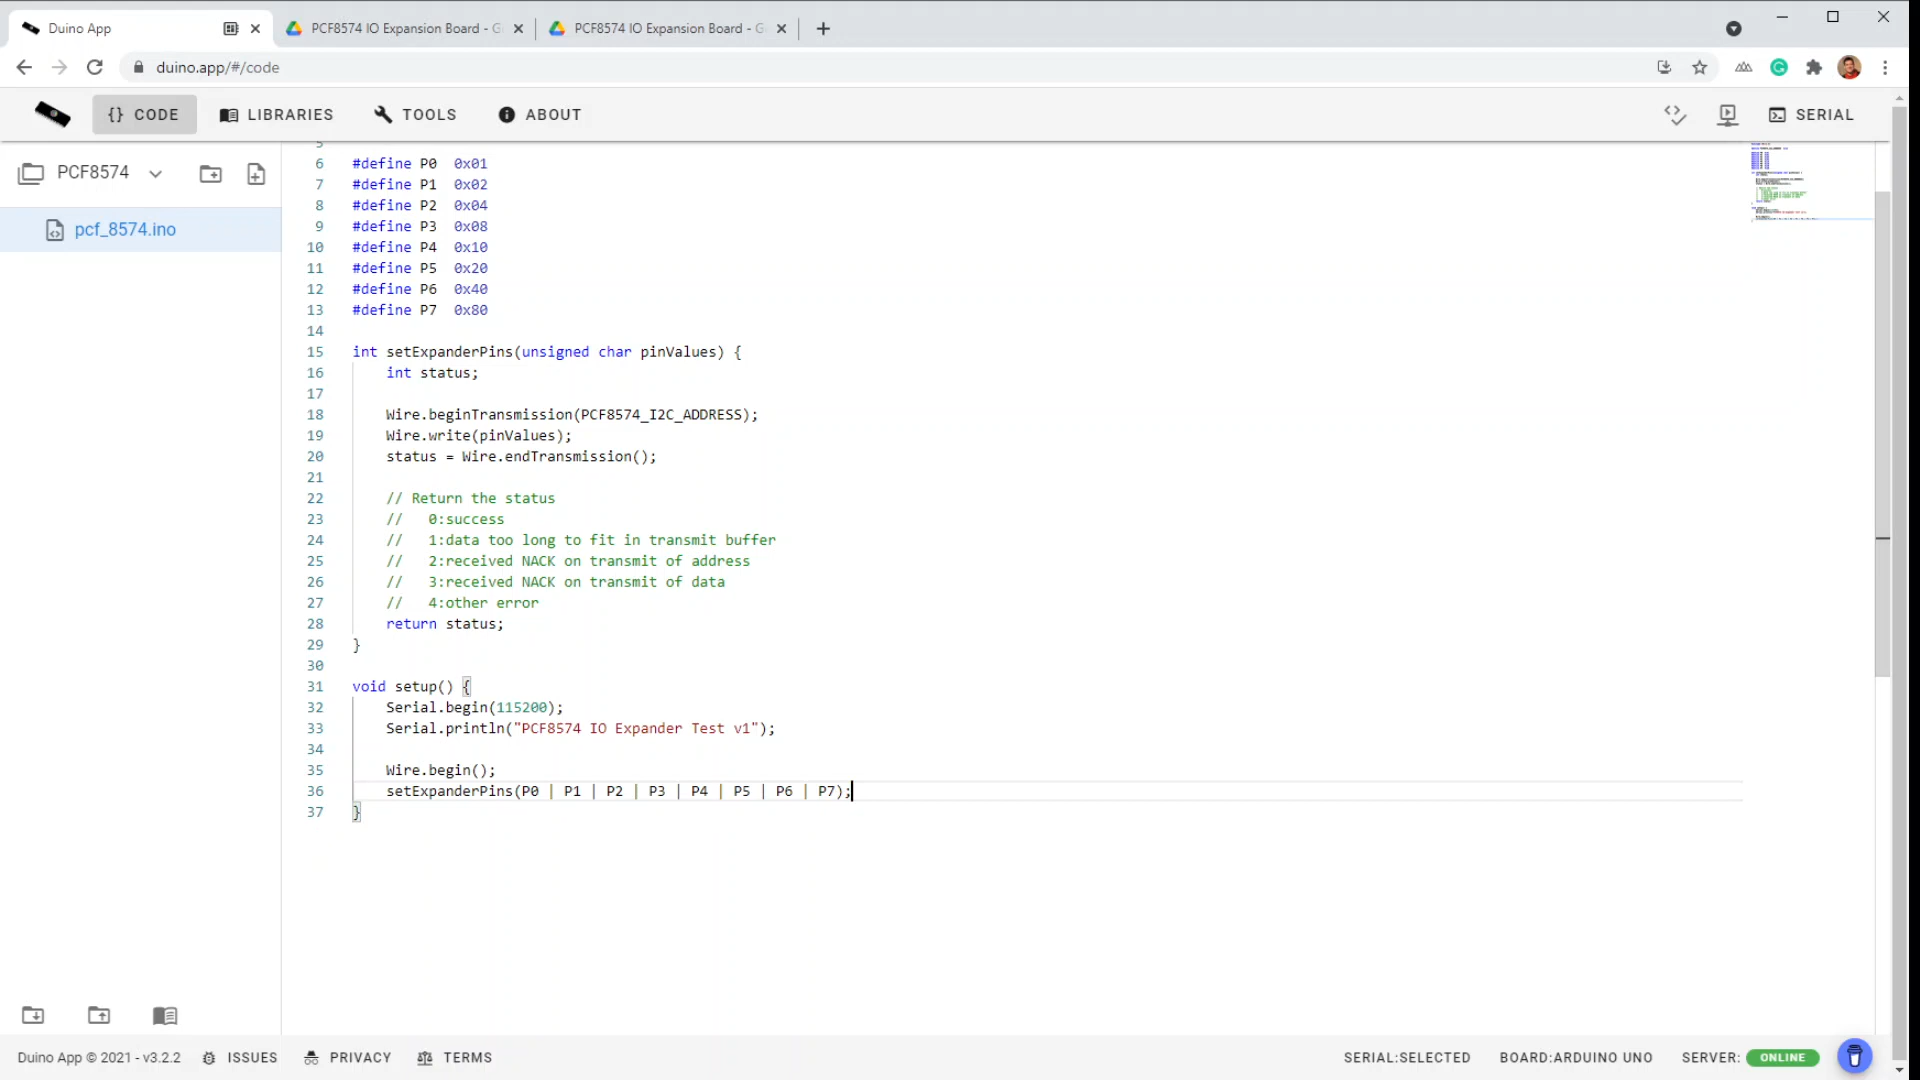 Duino App
PCF8574 IO Expansion Board - G
PCF8574 IO Expansion Board - G
duino.app/#/code
{} CODE
LIBRARIES
TOOLS
ABOUT
SERIAL
PCF8574
pcf_8574.ino
5
6 #define P0 0x01
7 #define P1 0x02
8 #define P2 0x04
9 #define P3 0x08
10 #define P4 0x10
11 #define P5 0x20
12 #define P6 0x40
13 #define P7 0x80
14
15 int setExpanderPins(unsigned char pinValues) {
16 int status;
17
18 Wire.beginTransmission(PCF8574_I2C_ADDRESS);
19 Wire.write(pinValues);
20 status = Wire.endTransmission();
21
22 // Return the status
23 // 0:success
24 // 1:data too long to fit in transmit buffer
25 // 2:received NACK on transmit of address
26 // 3:received NACK on transmit of data
27 // 4:other error
28 return status;
29 }
30
31 void setup() {
32 Serial.begin(115200);
33 Serial.println("PCF8574 IO Expander Test v1");
34
35 Wire.begin();
36 setExpanderPins(P0 | P1 | P2 | P3 | P4 | P5 | P6 | P7);
37 }
Duino App © 2021 - v3.2.2
ISSUES
PRIVACY
TERMS
SERIAL:SELECTED
BOARD:ARDUINO UNO
SERVER: ONLINE